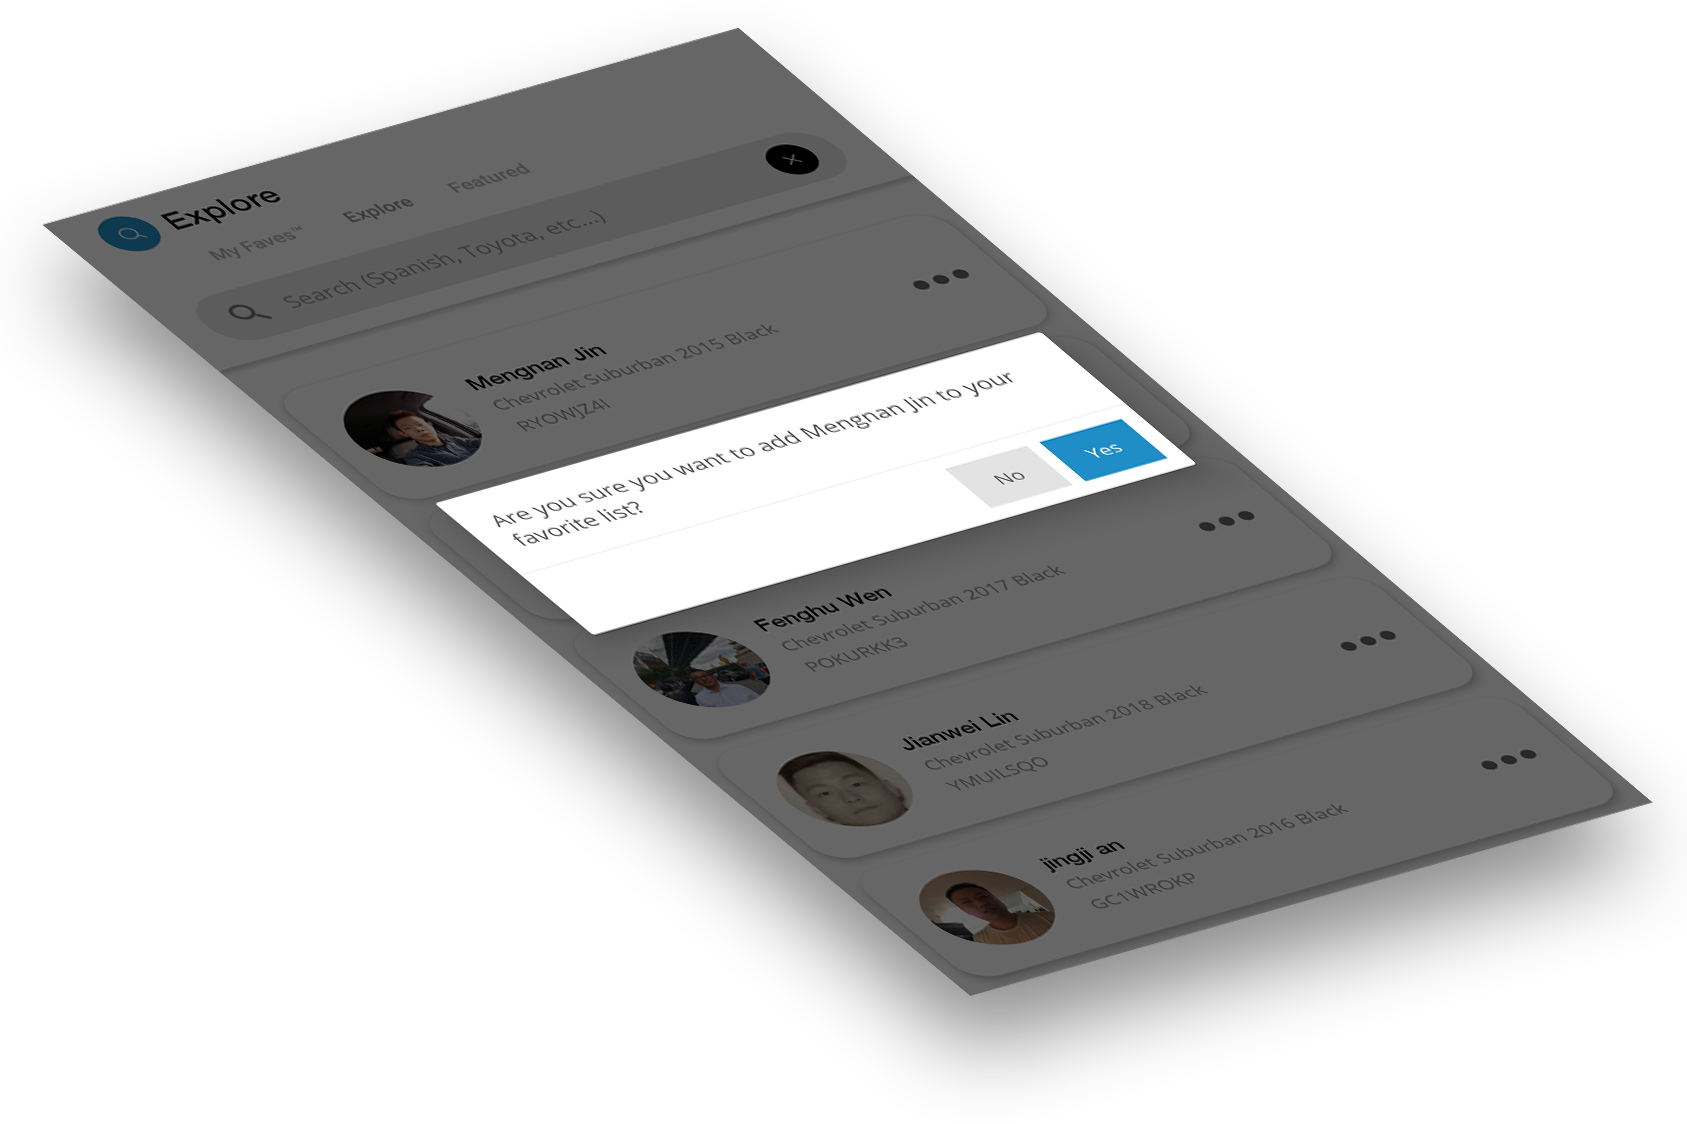 Explore
My Faves™
Explore
Featured
Search (Spanish, Toyota, etc...)
Mengnan Jin
Chevrolet Suburban 2015 Black
RYOWJZ4I
Are you sure you want to add Mengnan Jin to your
favorite list?
No
Yes
Fenghu Wen
Chevrolet Suburban 2017 Black
POKURKK3
Jianwei Lin
Chevrolet Suburban 2018 Black
YMUILSQO
jingji an
Chevrolet Suburban 2016 Black
GC1WROKP